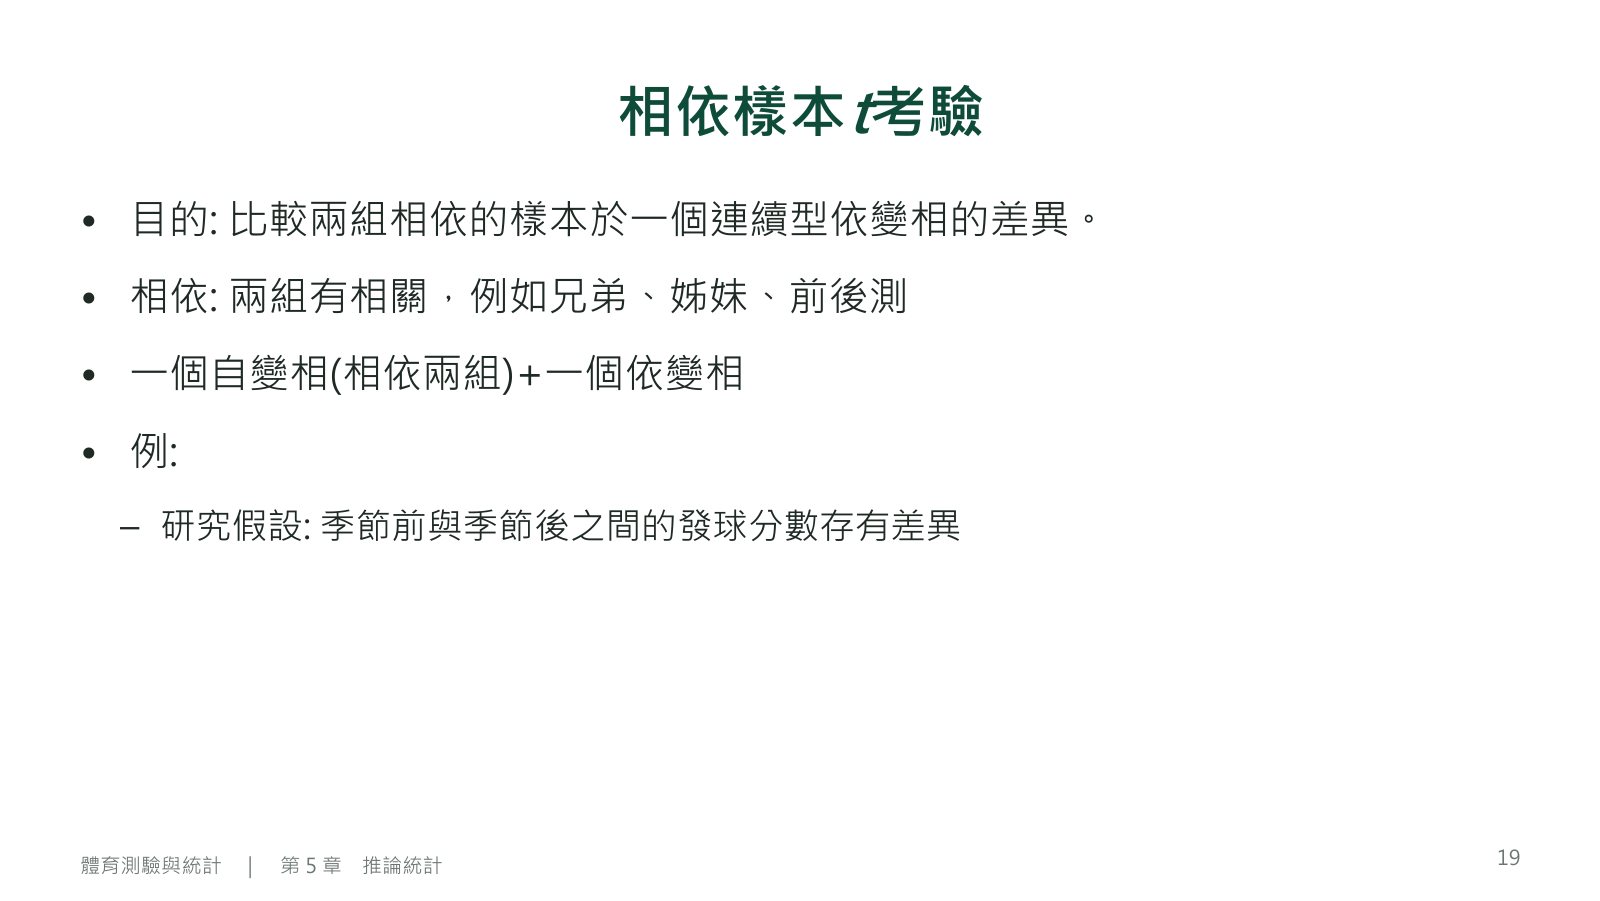 相依樣本t考驗
• 目的: 比較兩組相依的樣本於一個連續型依變相的差異。
• 相依: 兩組有相關，例如兄弟、姊妹、前後測
• 一個自變相(相依兩組)+一個依變相
• 例:
– 研究假設: 季節前與季節後之間的發球分數存有差異
體育測驗與統計 | 第 5 章 推論統計
19